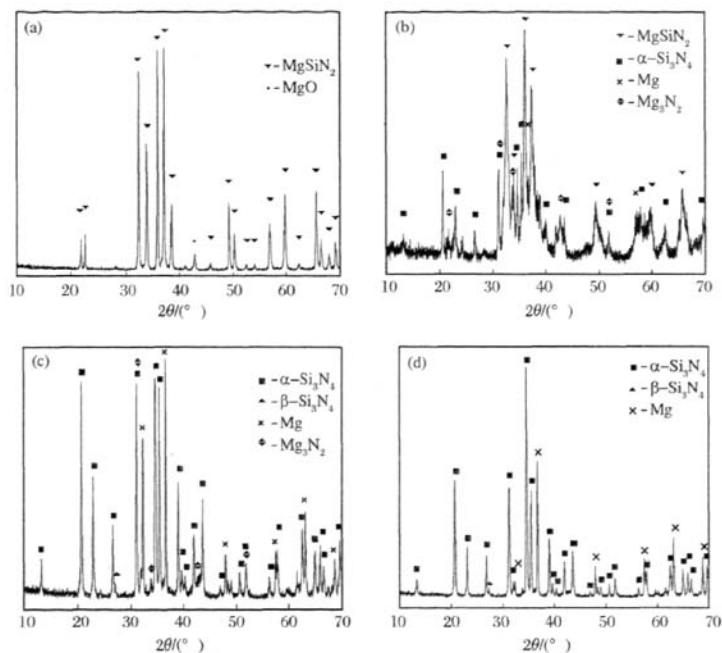 (a)
▼-MgSiN₂
•-MgO
10 20 30 40 50 60 70
2θ/(°)
(b)
▼-MgSiN₂
■-α-Si₃N₄
×-Mg
ϕ-Mg₃N₂
10 20 30 40 50 60 70
2θ/(°)
(c)
■-α-Si₃N₄
▲-β-Si₃N₄
×-Mg
ϕ-Mg₃N₂
10 20 30 40 50 60 70
2θ/(°)
(d)
■-α-Si₃N₄
▲-β-Si₃N₄
×-Mg
10 20 30 40 50 60 70
2θ/(°)